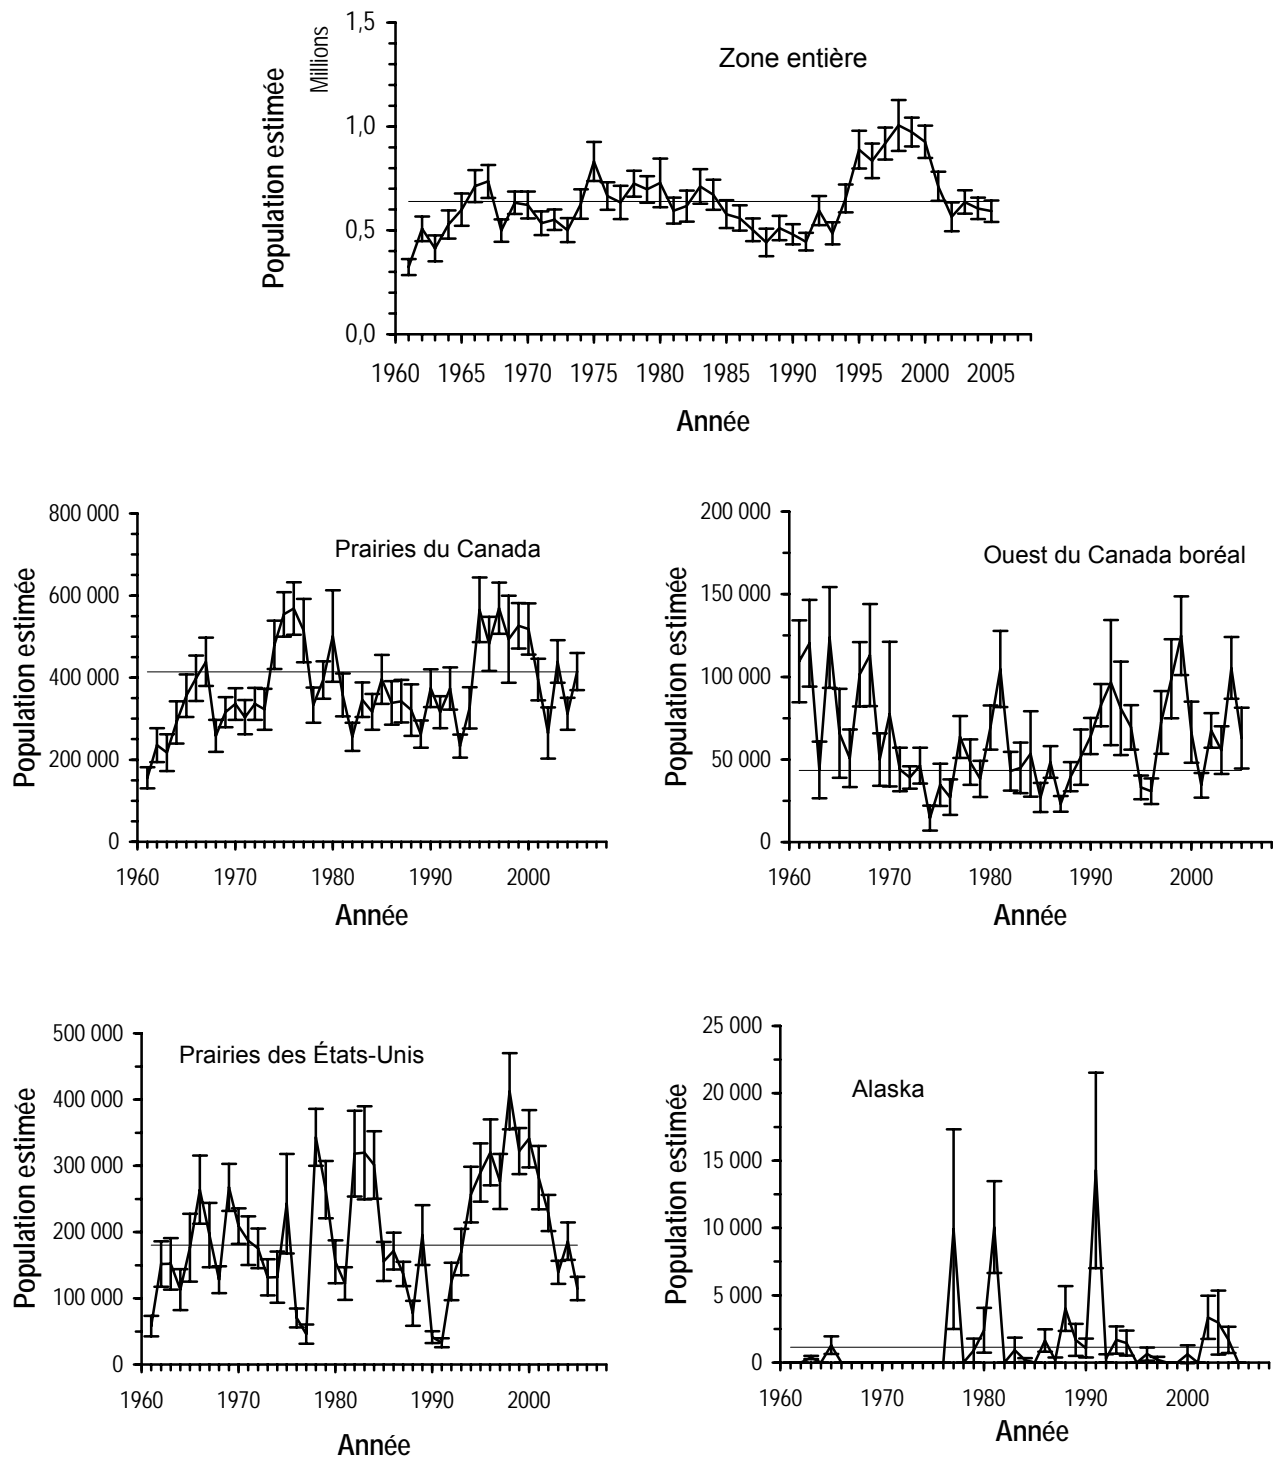 Zone entière
Population estimée
Millions
1,5
1,0
0,5
0,0
1960 1965 1970 1975 1980 1985 1990 1995 2000 2005
Année
Prairies du Canada
Population estimée
800 000
600 000
400 000
200 000
0
1960 1970 1980 1990 2000
Année
Ouest du Canada boréal
Population estimée
200 000
150 000
100 000
50 000
0
1960 1970 1980 1990 2000
Année
Prairies des États-Unis
Population estimée
500 000
400 000
300 000
200 000
100 000
0
1960 1970 1980 1990 2000
Année
Alaska
Population estimée
25 000
20 000
15 000
10 000
5 000
0
1960 1970 1980 1990 2000
Année